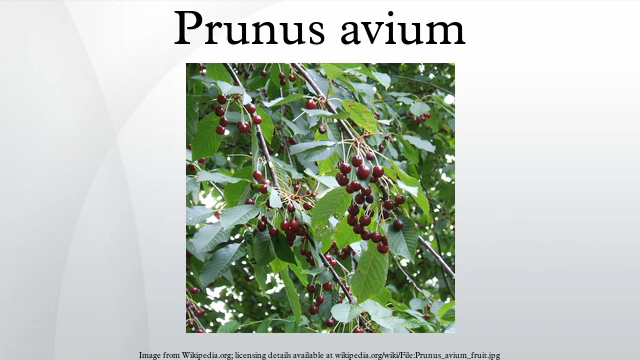 Prunus avium
Image from Wikipedia.org; licensing details available at wikipedia.org/wiki/File:Prunus_avium_fruit.jpg